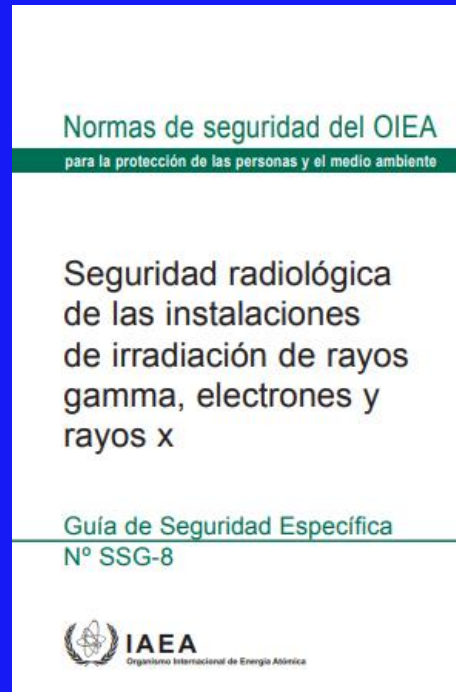 Normas de seguridad del OIEA
para la protección de las personas y el medio ambiente
Seguridad radiológica
de las instalaciones
de irradiación de rayos
gamma, electrones y
rayos x
Guía de Seguridad Específica
Nº SSG-8
IAEA
Organismo Internacional de Energía Atómica